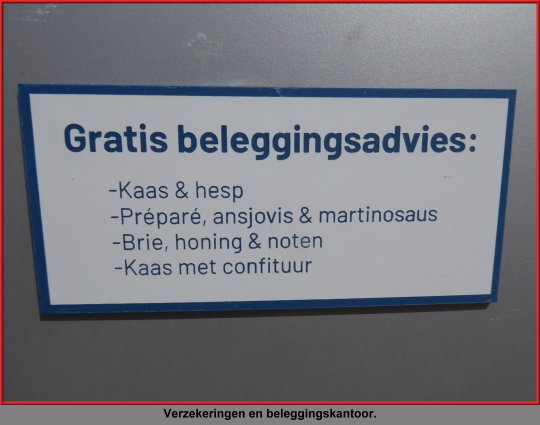 Gratis beleggingsadvies:
-Kaas & hesp
-Préparé, ansjovis & martinosaus
-Brie, honing & noten
-Kaas met confituur
Verzekeringen en beleggingskantoor.